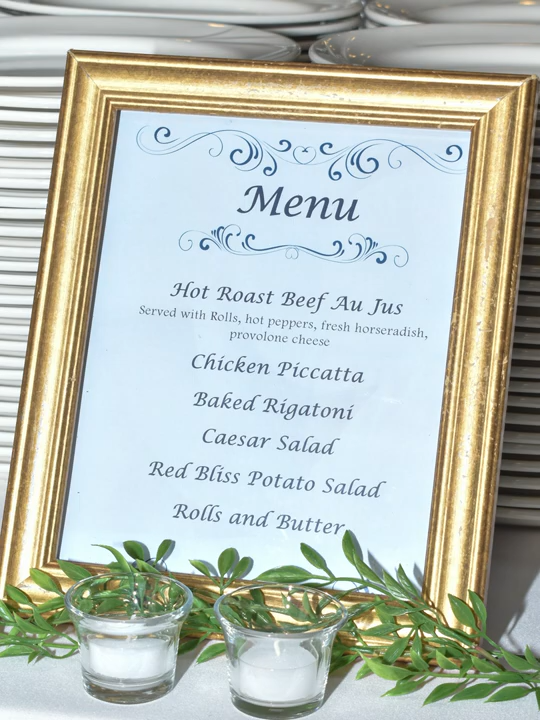 Menu
Hot Roast Beef Au Jus
Served with Rolls, hot peppers, fresh horseradish,
provolone cheese
Chicken Piccatta
Baked Rigatoni
Caesar Salad
Red Bliss Potato Salad
Rolls and Butter